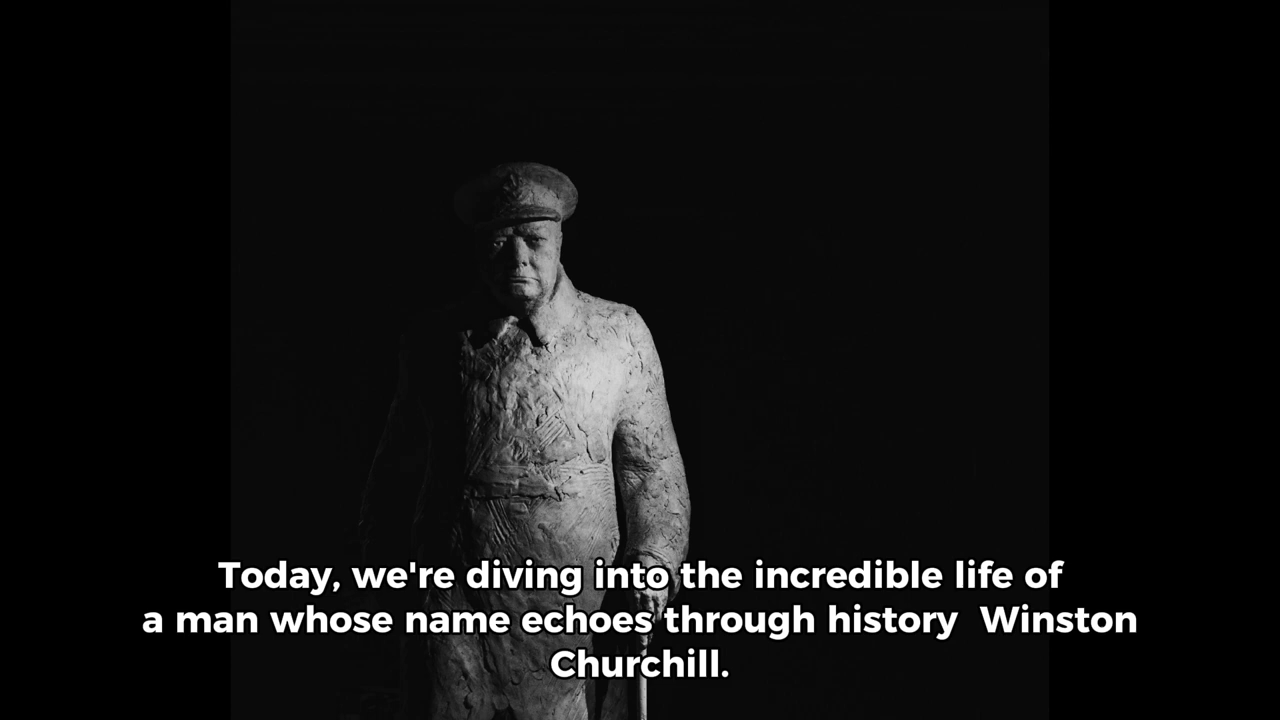 Today, we're diving into the incredible life of
a man whose name echoes through history  Winston
Churchill.